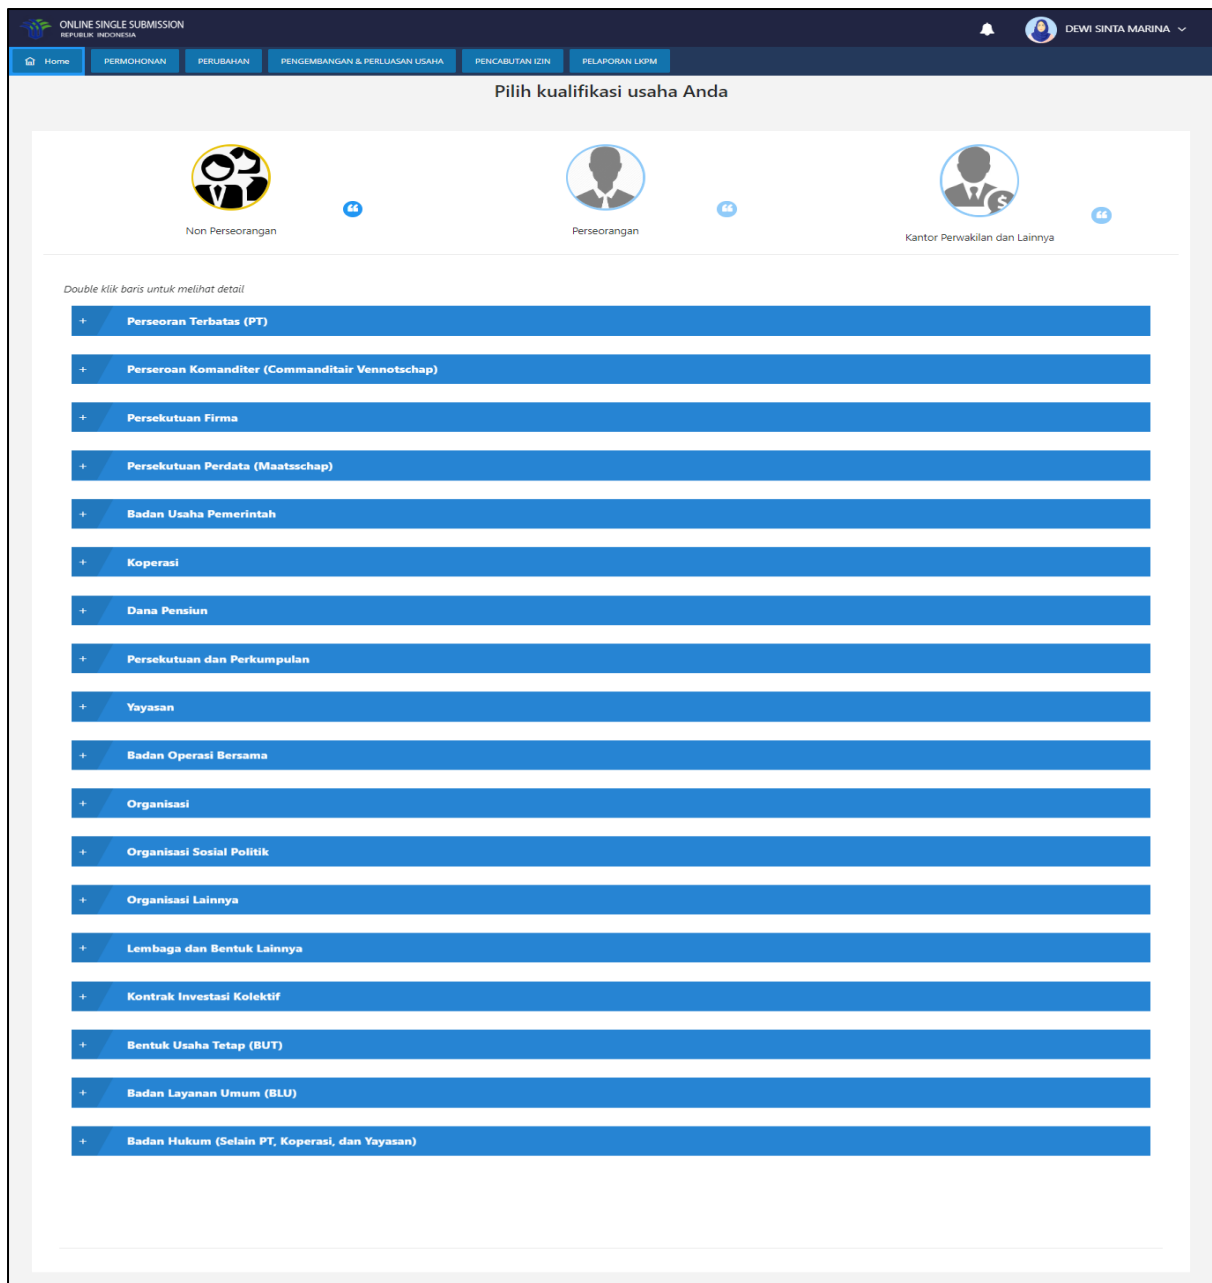 ONLINE SINGLE SUBMISSION
REPUBLIK INDONESIA
DEWI SINTA MARINA
Home PERMOHONAN PERUBAHAN PENGEMBANGAN & PERLUASAN USAHA PENCABUTAN IZIN PELAPORAN LKPM
Pilih kualifikasi usaha Anda
Non Perseorangan
Perseorangan
Kantor Perwakilan dan Lainnya
Double klik baris untuk melihat detail
+ Perseoran Terbatas (PT)
+ Perseroan Komanditer (Commanditair Vennotschap)
+ Persekutuan Firma
+ Persekutuan Perdata (Maatsschap)
+ Badan Usaha Pemerintah
+ Koperasi
+ Dana Pensiun
+ Persekutuan dan Perkumpulan
+ Yayasan
+ Badan Operasi Bersama
+ Organisasi
+ Organisasi Sosial Politik
+ Organisasi Lainnya
+ Lembaga dan Bentuk Lainnya
+ Kontrak Investasi Kolektif
+ Bentuk Usaha Tetap (BUT)
+ Badan Layanan Umum (BLU)
+ Badan Hukum (Selain PT, Koperasi, dan Yayasan)